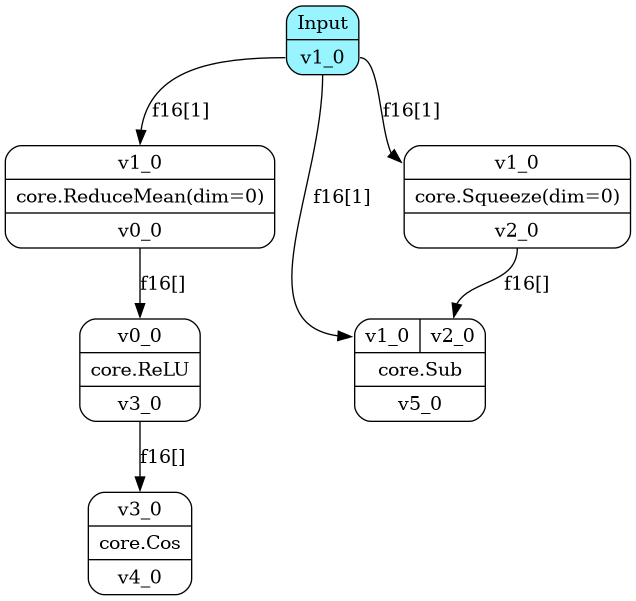 Input
v1_0
f16[1]
f16[1]
f16[1]
v1_0
core.ReduceMean(dim=0)
v0_0
v1_0
core.Squeeze(dim=0)
v2_0
f16[]
f16[]
v0_0
core.ReLU
v3_0
v1_0 v2_0
core.Sub
v5_0
f16[]
v3_0
core.Cos
v4_0